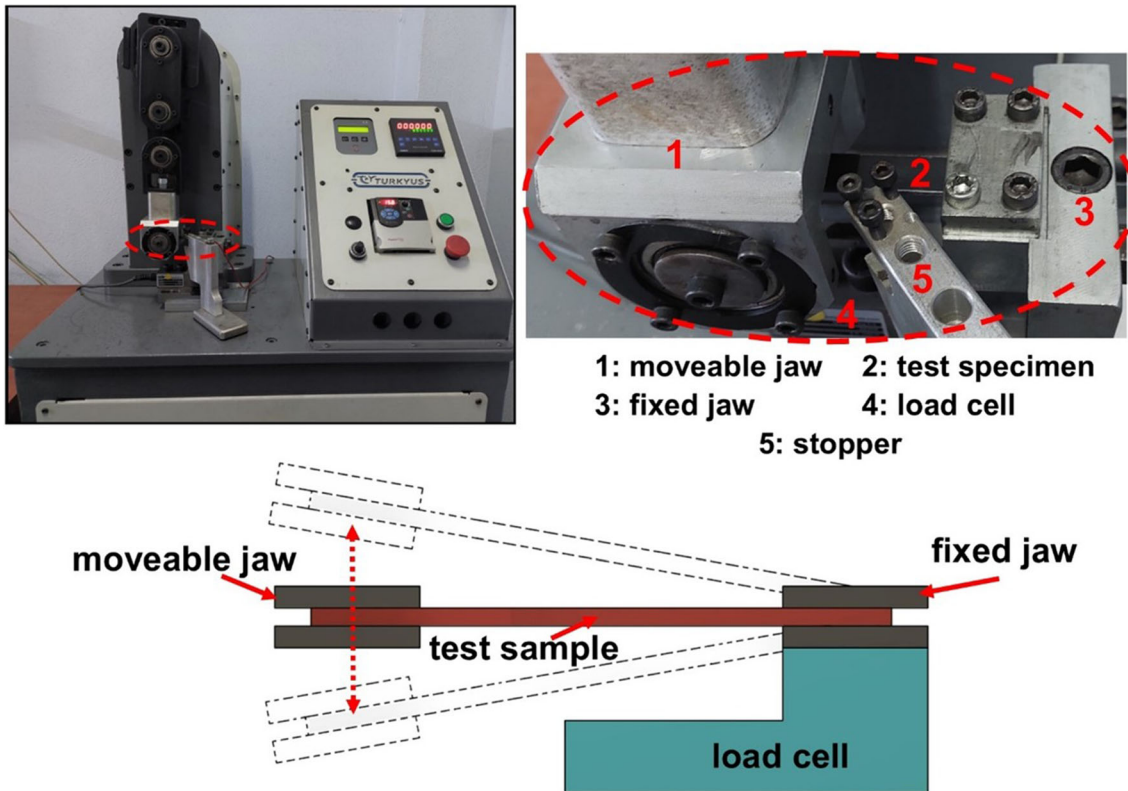 000000
TURKYUS
1
2
3
4
5
1: moveable jaw 2: test specimen
3: fixed jaw 4: load cell
5: stopper
moveable jaw
fixed jaw
test sample
load cell